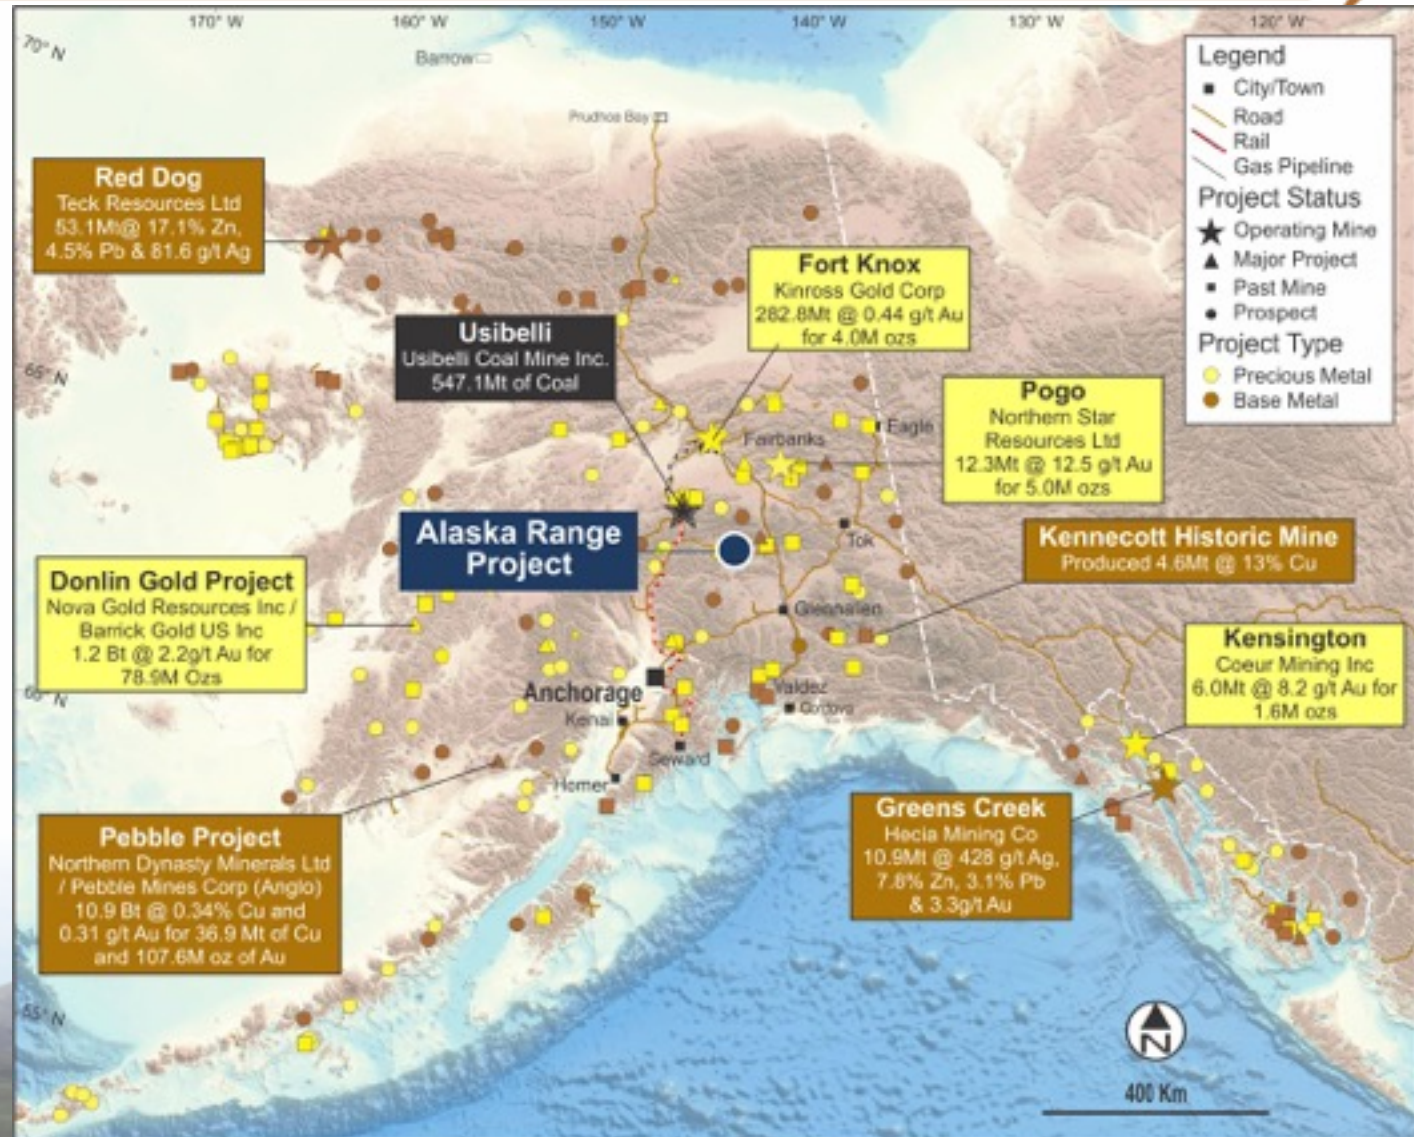 170° W
160° W
150° W
140° W
130° W
120° W
70° N
Barrow
Prudhoe Bay
Legend
City/Town
Road
Rail
Gas Pipeline
Project Status
Operating Mine
Major Project
Past Mine
Prospect
Project Type
Precious Metal
Base Metal
Red Dog
Teck Resources Ltd
53.1Mt@ 17.1% Zn,
4.5% Pb & 81.6 g/t Ag
Fort Knox
Kinross Gold Corp
282.8Mt @ 0.44 g/t Au
for 4.0M ozs
Usibelli
Usibelli Coal Mine Inc.
547.1Mt of Coal
65° N
Pogo
Northern Star
Resources Ltd
12.3Mt @ 12.5 g/t Au
for 5.0M ozs
Eagle
Fairbanks
Alaska Range
Project
Tok
Kennecott Historic Mine
Produced 4.6Mt @ 13% Cu
Donlin Gold Project
Nova Gold Resources Inc /
Barrick Gold US Inc
1.2 Bt @ 2.2g/t Au for
78.9M Ozs
Glennallen
Kensington
Coeur Mining Inc
6.0Mt @ 8.2 g/t Au for
1.6M ozs
60° N
Anchorage
Valdez
Kenai
Cordova
Seward
Homer
Pebble Project
Northern Dynasty Minerals Ltd
/ Pebble Mines Corp (Anglo)
10.9 Bt @ 0.34% Cu and
0.31 g/t Au for 36.9 Mt of Cu
and 107.6M oz of Au
Greens Creek
Hecla Mining Co
10.9Mt @ 428 g/t Ag,
7.8% Zn, 3.1% Pb
& 3.3g/t Au
55° N
N
400 Km